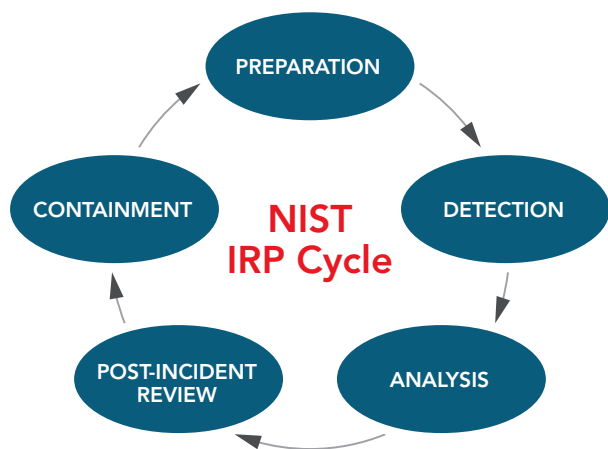 PREPARATION
DETECTION
ANALYSIS
POST-INCIDENT
REVIEW
CONTAINMENT
NIST
IRP Cycle